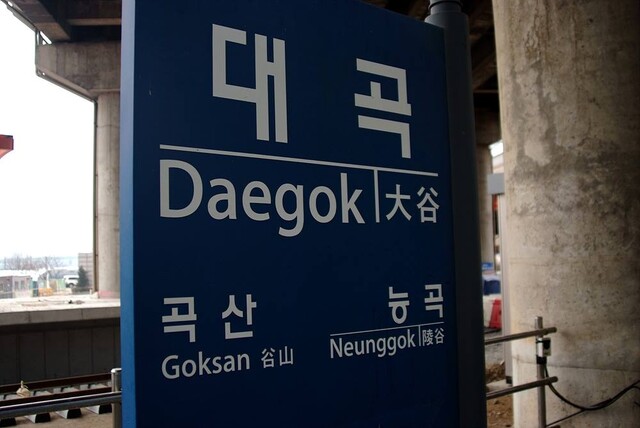 대곡
Daegok 大谷
곡산
Goksan 谷山
능곡
Neunggok 陵谷